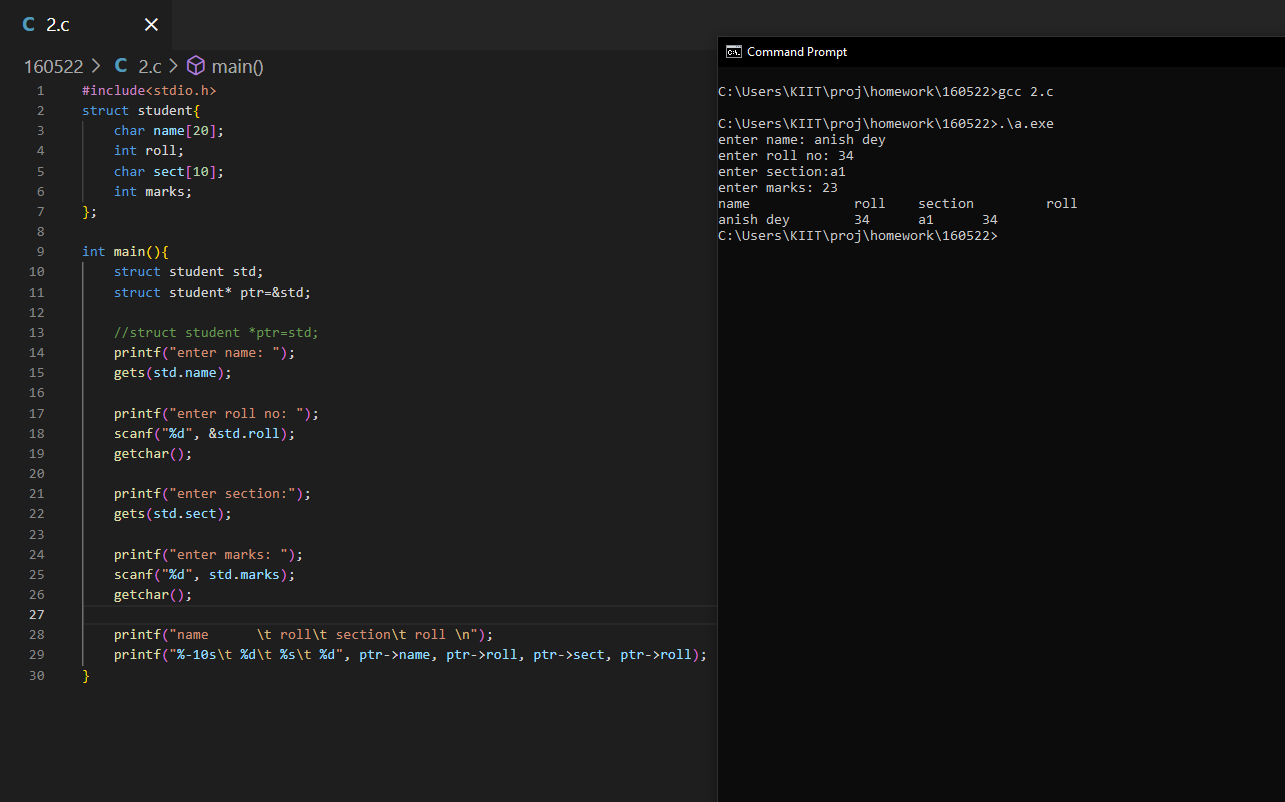 C 2.c ×
160522 > C 2.c > main()
1 #include<stdio.h>
2 struct student{
3     char name[20];
4     int roll;
5     char sect[10];
6     int marks;
7 };
8
9 int main(){
10     struct student std;
11     struct student* ptr=&std;
12
13     //struct student *ptr=std;
14     printf("enter name: ");
15     gets(std.name);
16
17     printf("enter roll no: ");
18     scanf("%d", &std.roll);
19     getchar();
20
21     printf("enter section:");
22     gets(std.sect);
23
24     printf("enter marks: ");
25     scanf("%d", std.marks);
26     getchar();
27
28     printf("name      \t roll\t section\t roll \n");
29     printf("%-10s\t %d\t %s\t %d", ptr->name, ptr->roll, ptr->sect, ptr->roll);
30 }
Command Prompt
C:\Users\KIIT\proj\homework\160522>gcc 2.c
C:\Users\KIIT\proj\homework\160522>.\a.exe
enter name: anish dey
enter roll no: 34
enter section:a1
enter marks: 23
name             roll    section         roll
anish dey        34      a1      34
C:\Users\KIIT\proj\homework\160522>